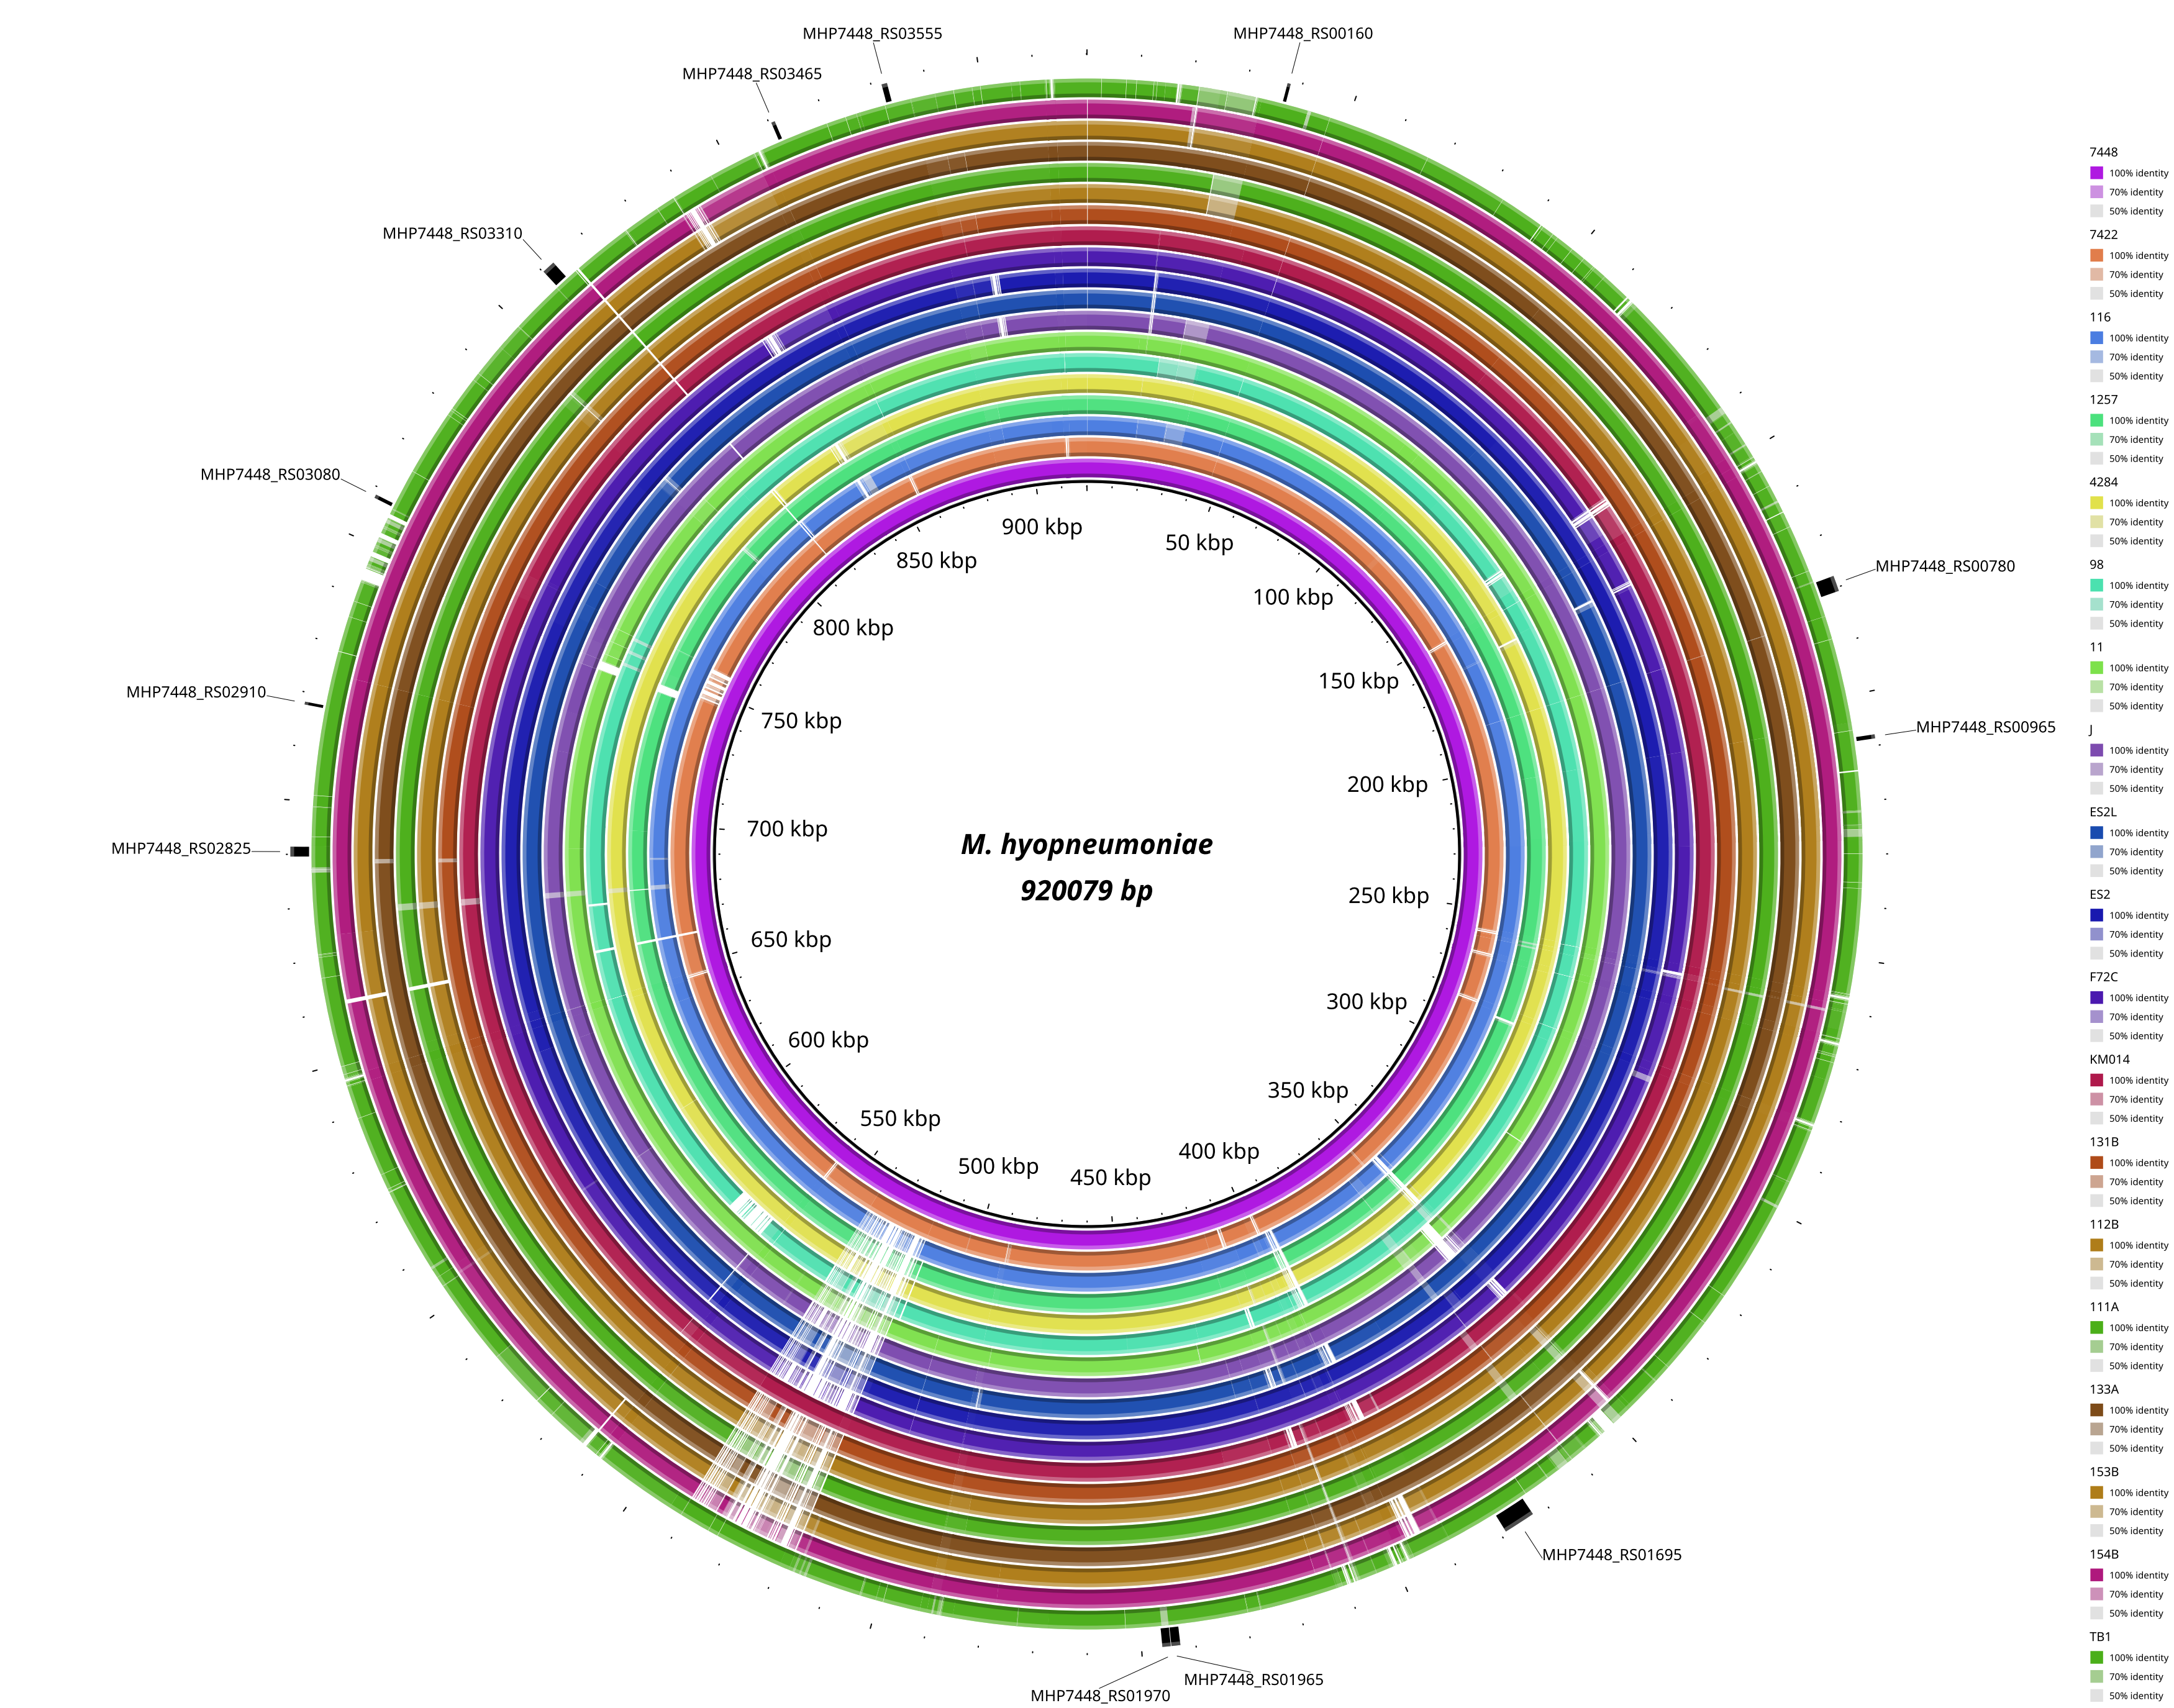 MHP7448_RS03555
MHP7448_RS00160
MHP7448_RS03465
MHP7448_RS03310
MHP7448_RS03080
MHP7448_RS00780
MHP7448_RS02910
MHP7448_RS00965
MHP7448_RS02825
MHP7448_RS01695
MHP7448_RS01965
MHP7448_RS01970
900 kbp
50 kbp
850 kbp
100 kbp
800 kbp
150 kbp
750 kbp
200 kbp
700 kbp
250 kbp
650 kbp
300 kbp
600 kbp
350 kbp
550 kbp
400 kbp
500 kbp
450 kbp
M. hyopneumoniae
920079 bp
7448
100% identity
70% identity
50% identity
7422
100% identity
70% identity
50% identity
116
100% identity
70% identity
50% identity
1257
100% identity
70% identity
50% identity
4284
100% identity
70% identity
50% identity
98
100% identity
70% identity
50% identity
11
100% identity
70% identity
50% identity
J
100% identity
70% identity
50% identity
ES2L
100% identity
70% identity
50% identity
ES2
100% identity
70% identity
50% identity
F72C
100% identity
70% identity
50% identity
KM014
100% identity
70% identity
50% identity
131B
100% identity
70% identity
50% identity
112B
100% identity
70% identity
50% identity
111A
100% identity
70% identity
50% identity
133A
100% identity
70% identity
50% identity
153B
100% identity
70% identity
50% identity
154B
100% identity
70% identity
50% identity
TB1
100% identity
70% identity
50% identity